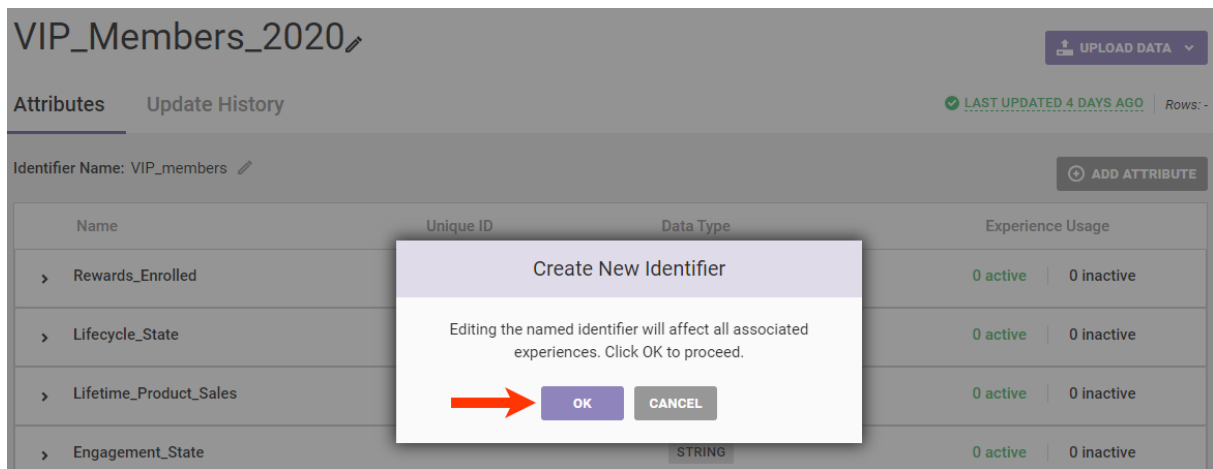 VIP_Members_2020
UPLOAD DATA
Attributes
Update History
LAST UPDATED 4 DAYS AGO
Rows: -
Identifier Name: VIP_members
ADD ATTRIBUTE
Name
Unique ID
Data Type
Experience Usage
Rewards_Enrolled
0 active
0 inactive
Lifecycle_State
0 active
0 inactive
Lifetime_Product_Sales
0 active
0 inactive
Engagement_State
STRING
0 active
0 inactive
Create New Identifier
Editing the named identifier will affect all associated
experiences. Click OK to proceed.
OK
CANCEL